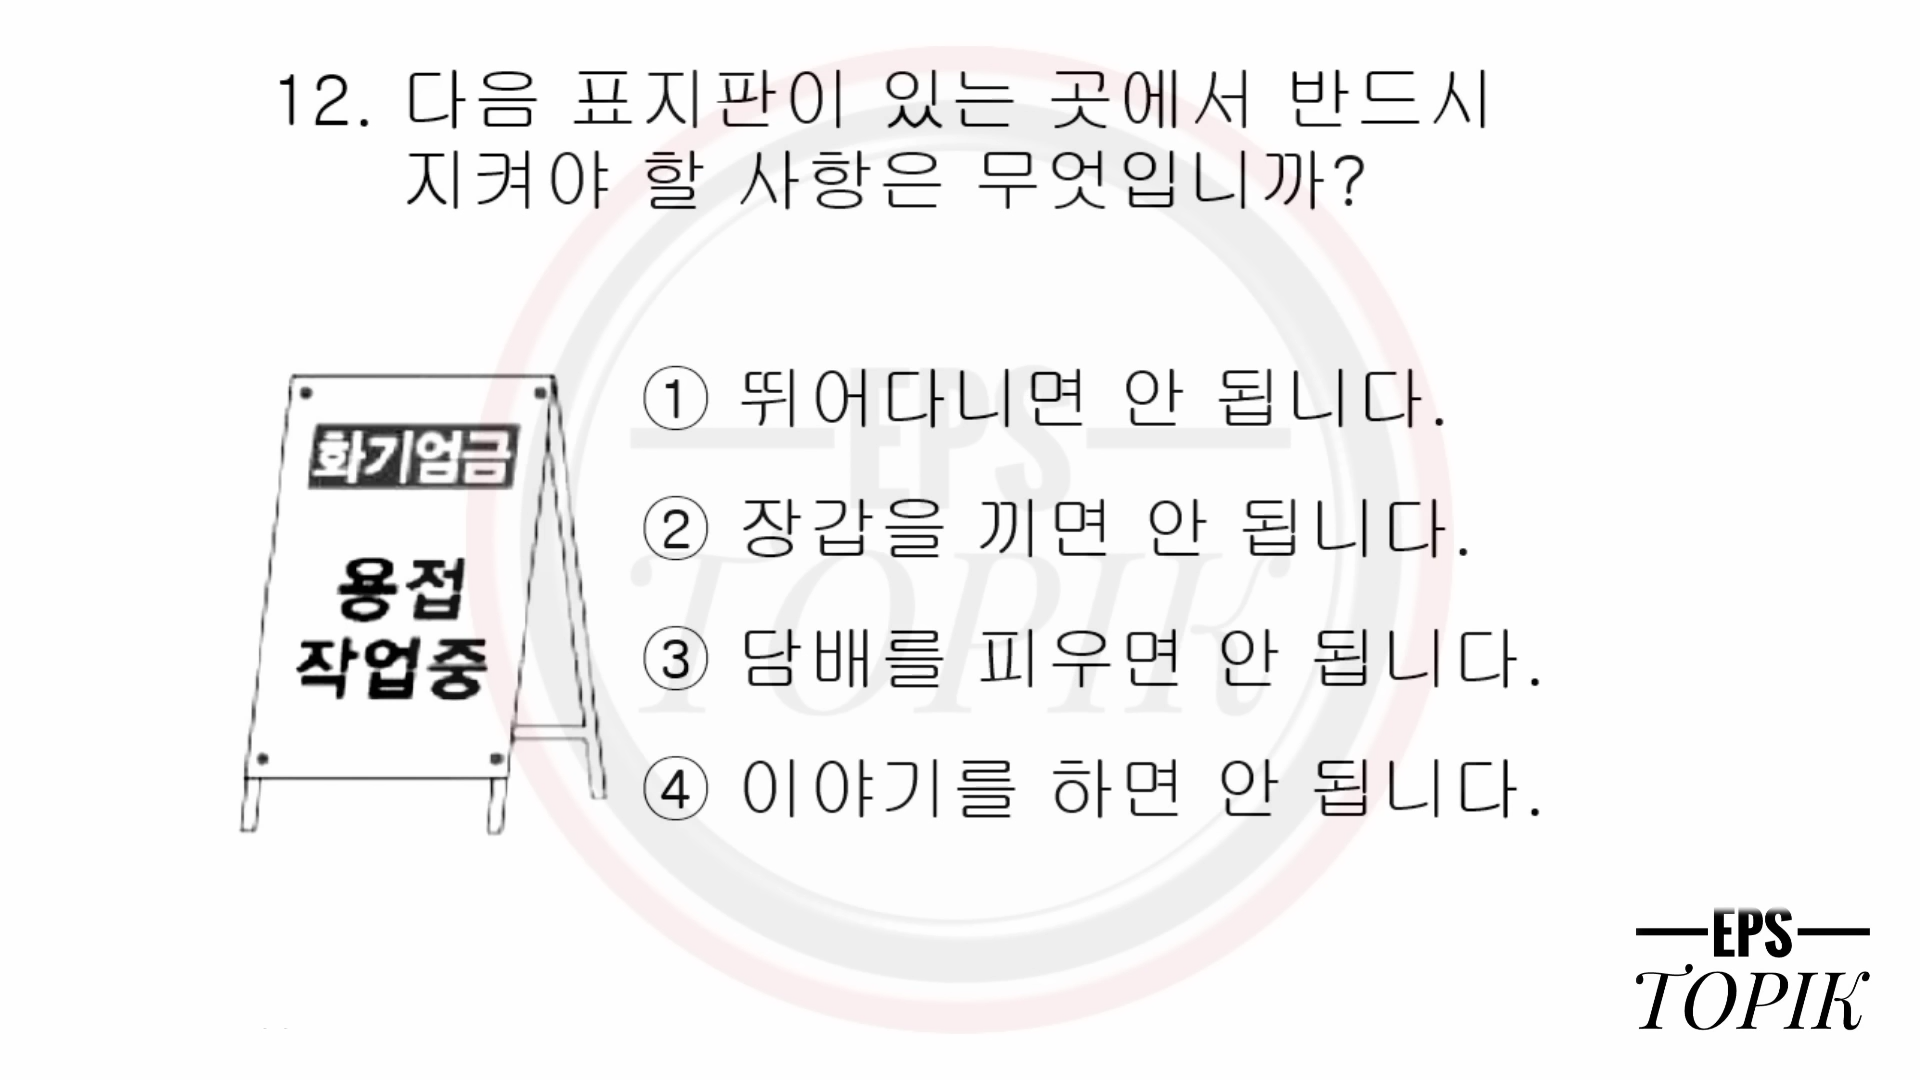 12. 다음 표지판이 있는 곳에서 반드시
지켜야 할 사항은 무엇입니까?
화기엄금
용접
작업중
① 뛰어다니면 안 됩니다.
② 장갑을 끼면 안 됩니다.
③ 담배를 피우면 안 됩니다.
④ 이야기를 하면 안 됩니다.
EPS
TOPIK
EPS
TOPIK